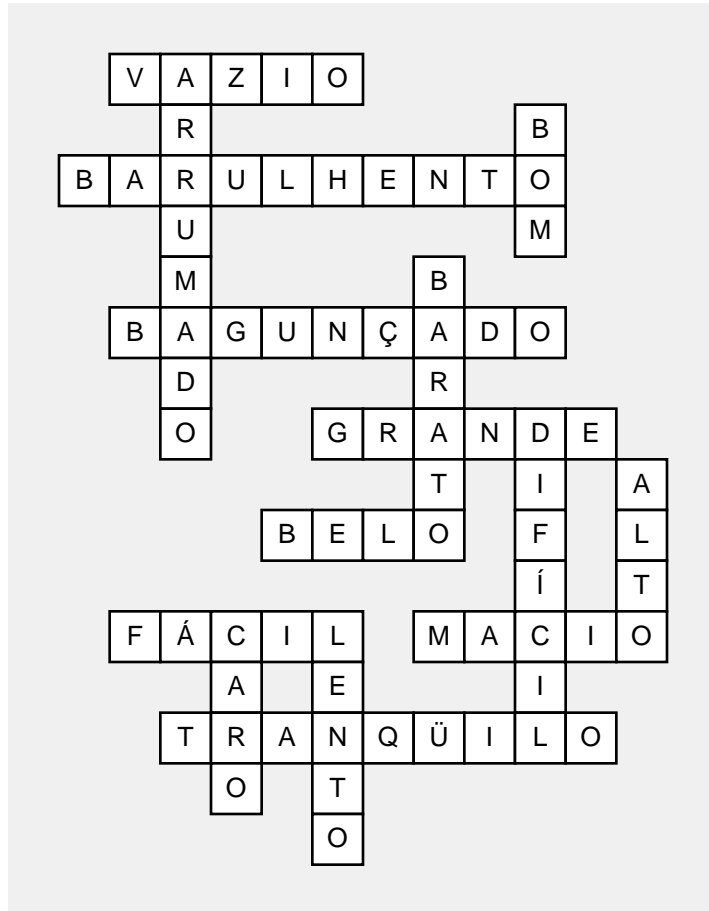 VAZIO
ARRUMADO
BOM
BARULHENTO
BARATO
BAGUNÇADO
GRANDE
DIFÍCIL
ALTO
BELO
FÁCIL
CARO
LENTO
MACIO
TRANQÜILO